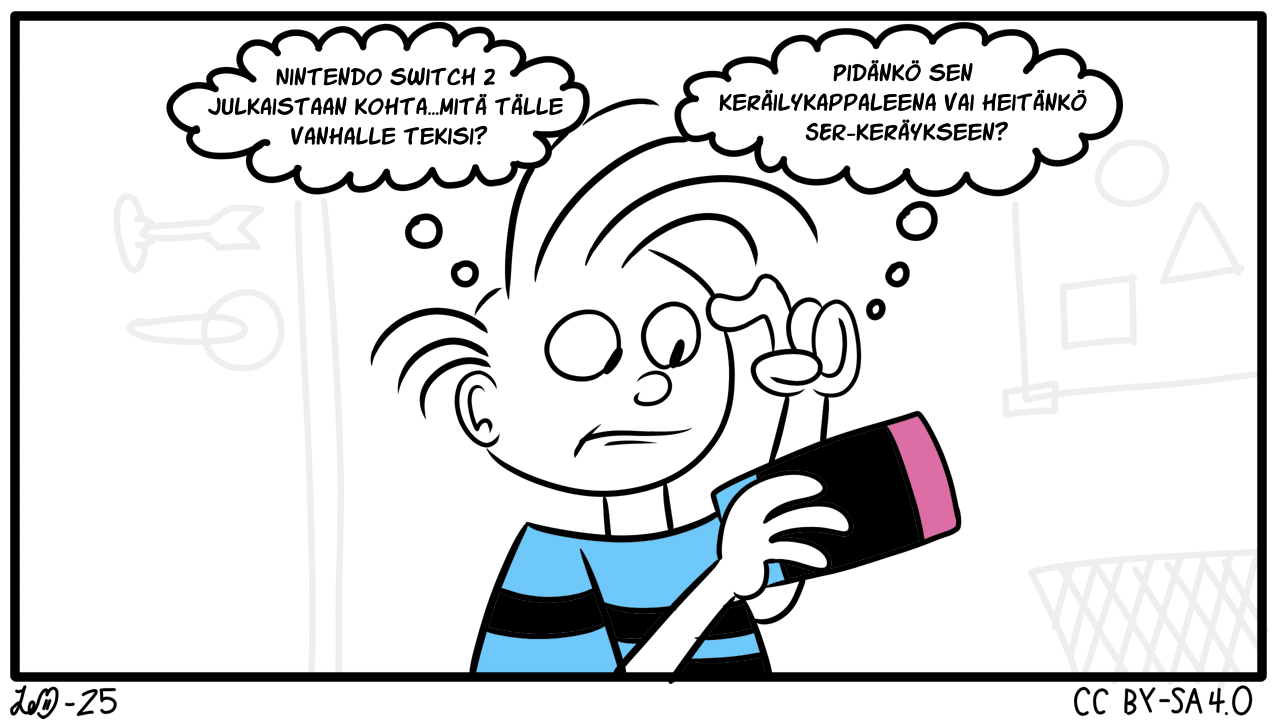 NINTENDO SWITCH 2
JULKAISTAAN KOHTA...MITÄ TÄLLE
VANHALLE TEKISI?
PIDÄNKÖ SEN
KERÄILYKAPPALEENA VAI HEITÄNKÖ
SER-KERÄYKSEEN?
-25
CC BY-SA 4.0